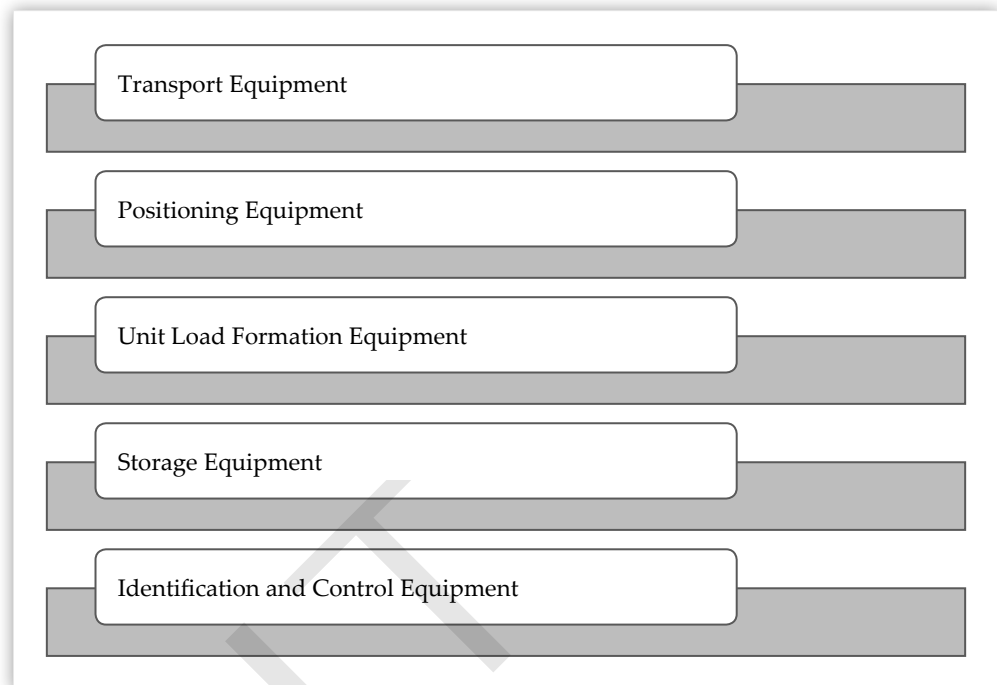 Transport Equipment
Positioning Equipment
Unit Load Formation Equipment
Storage Equipment
Identification and Control Equipment